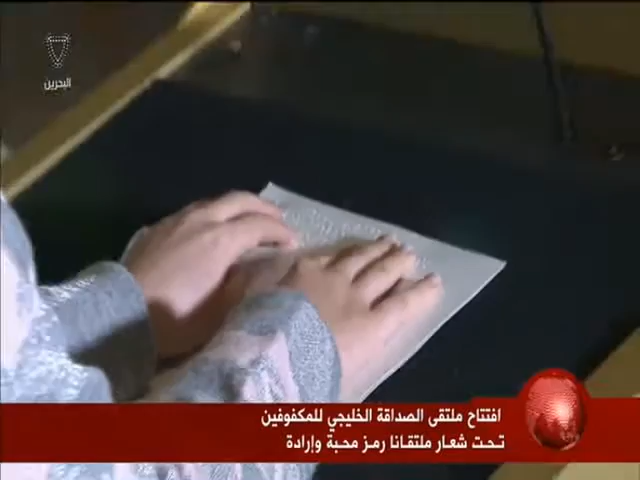 البحرين
افتتاح ملتقى الصداقة الخليجي للمكفوفين
تحت شعار ملتقانا رمز محبة وإرادة